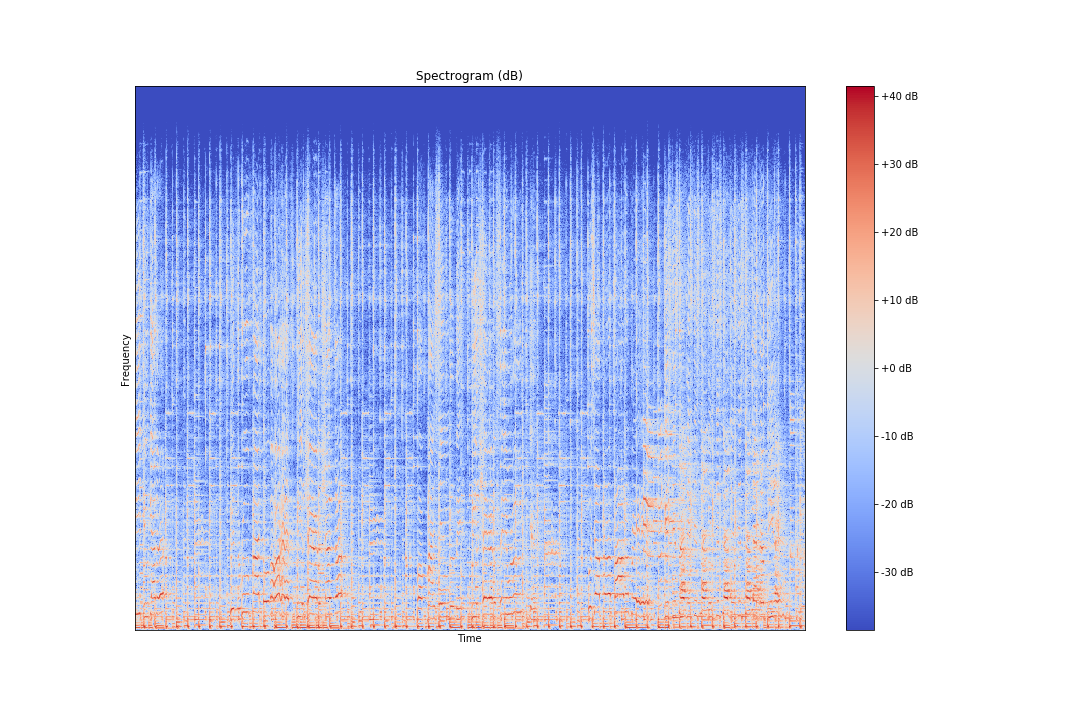 Spectrogram (dB)
Frequency
Time
+40 dB
+30 dB
+20 dB
+10 dB
+0 dB
-10 dB
-20 dB
-30 dB